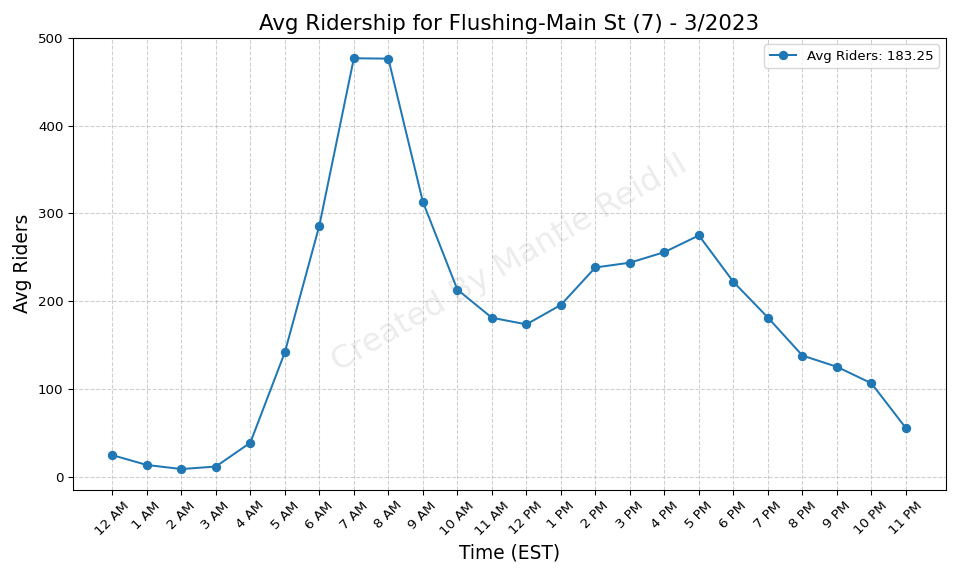 Avg Ridership for Flushing-Main St (7) - 3/2023
500
Avg Riders: 183.25
400
300
200
100
0
Avg Riders
Created By Mantle Reid II
12 AM
1 AM
2 AM
3 AM
4 AM
5 AM
6 AM
7 AM
8 AM
9 AM
10 AM
11 AM
12 PM
1 PM
2 PM
3 PM
4 PM
5 PM
6 PM
7 PM
8 PM
9 PM
10 PM
11 PM
Time (EST)